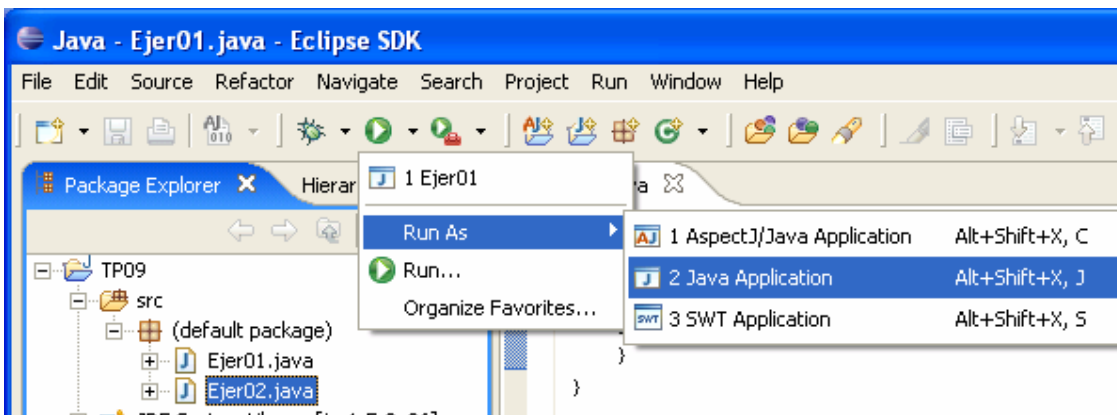 Java - Ejer01.java - Eclipse SDK
File Edit Source Refactor Navigate Search Project Run Window Help
Package Explorer Hierar a
1 Ejer01
Run As
1 AspectJ/Java Application Alt+Shift+X, C
TP09
Run...
2 Java Application Alt+Shift+X, J
src
Organize Favorites...
3 SWT Application Alt+Shift+X, S
(default package)
}
Ejer01.java
Ejer02.java
}